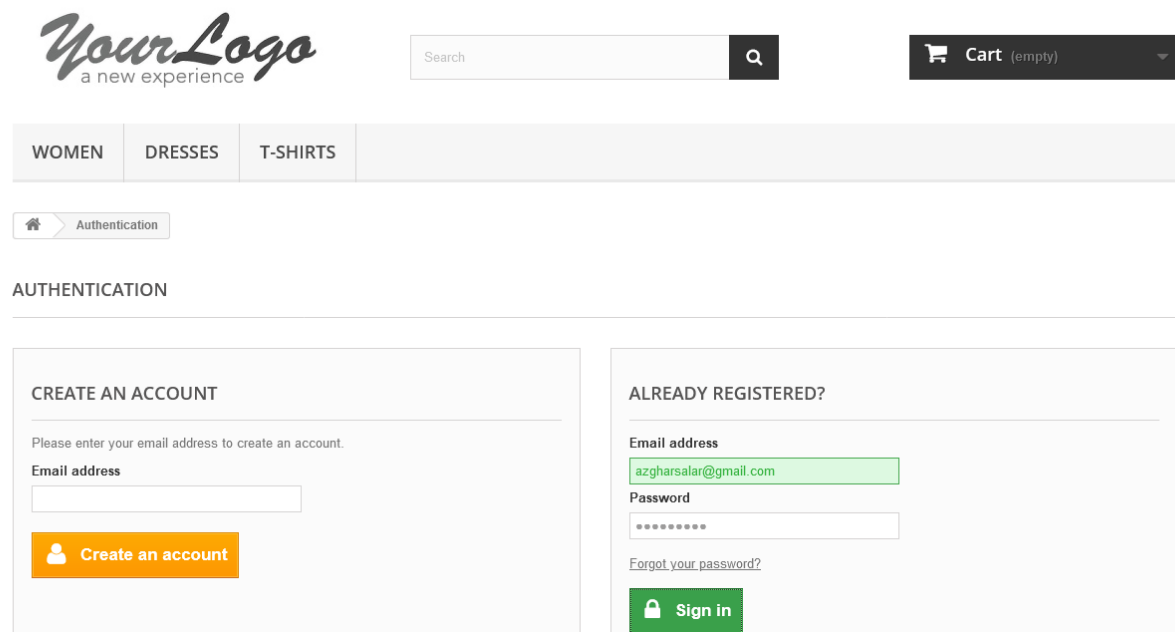 Your Logo
a new experience
Search
Cart (empty)
WOMEN DRESSES T-SHIRTS
Authentication
AUTHENTICATION
CREATE AN ACCOUNT
Please enter your email address to create an account.
Email address
Create an account
ALREADY REGISTERED?
Email address
azgharsalar@gmail.com
Password
Forgot your password?
Sign in